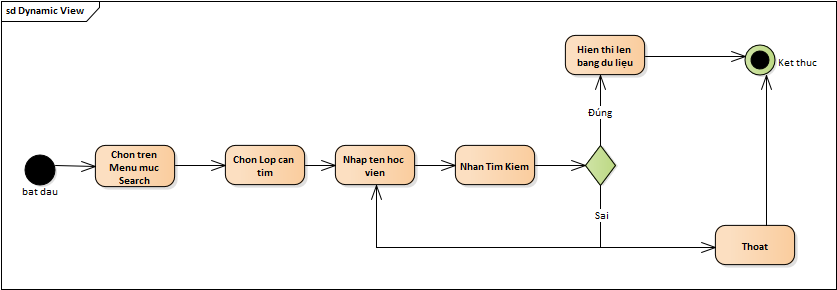 sd Dynamic View
Hien thi len
bang du lieụ
Ket thuc
Đúng
Chon tren
Menu muc
Search
Chon Lop can
tim
Nhap ten hoc
vien
Nhan Tim Kiem
bat dau
Sai
Thoat